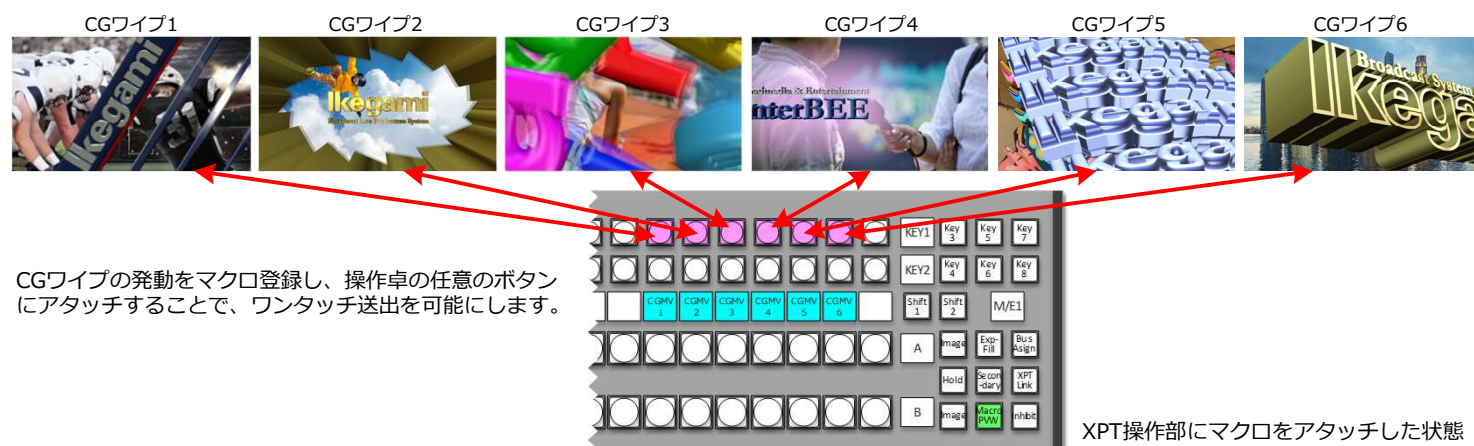 CGワイプ1
CGワイプ2
CGワイプ3
CGワイプ4
CGワイプ5
CGワイプ6
Ikegami
Ikegami
Broadcast System
InterBEE
Ikegami
Ikegami
Ikegami
Broadcast System
Ikega
CGワイプの発動をマクロ登録し、操作卓の任意のボタン
にアタッチすることで、ワンタッチ送出を可能にします。
KEY1 Key 3 Key 5 Key 7
KEY2 Key 4 Key 6 Key 8
CGMV 1 CGMV 2 CGMV 3 CGMV 4 CGMV 5 CGMV 6 Shift 1 Shift 2 M/E1
A Image Exp-Fill Bus Asign
Hold Secon-dary XPT Link
B Image Macro PVW Inhibit
XPT操作部にマクロをアタッチした状態